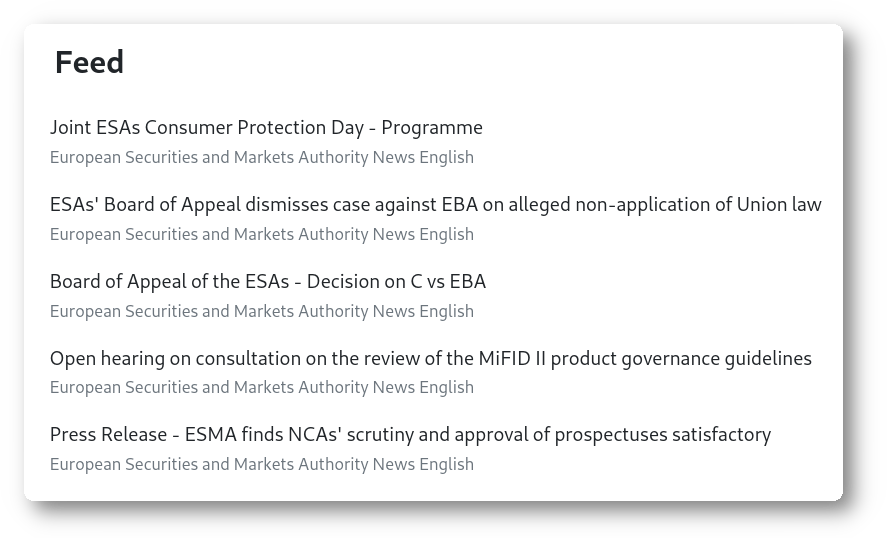 Feed
Joint ESAs Consumer Protection Day - Programme
European Securities and Markets Authority News English
ESAs' Board of Appeal dismisses case against EBA on alleged non-application of Union law
European Securities and Markets Authority News English
Board of Appeal of the ESAs - Decision on C vs EBA
European Securities and Markets Authority News English
Open hearing on consultation on the review of the MiFID II product governance guidelines
European Securities and Markets Authority News English
Press Release - ESMA finds NCAs' scrutiny and approval of prospectuses satisfactory
European Securities and Markets Authority News English